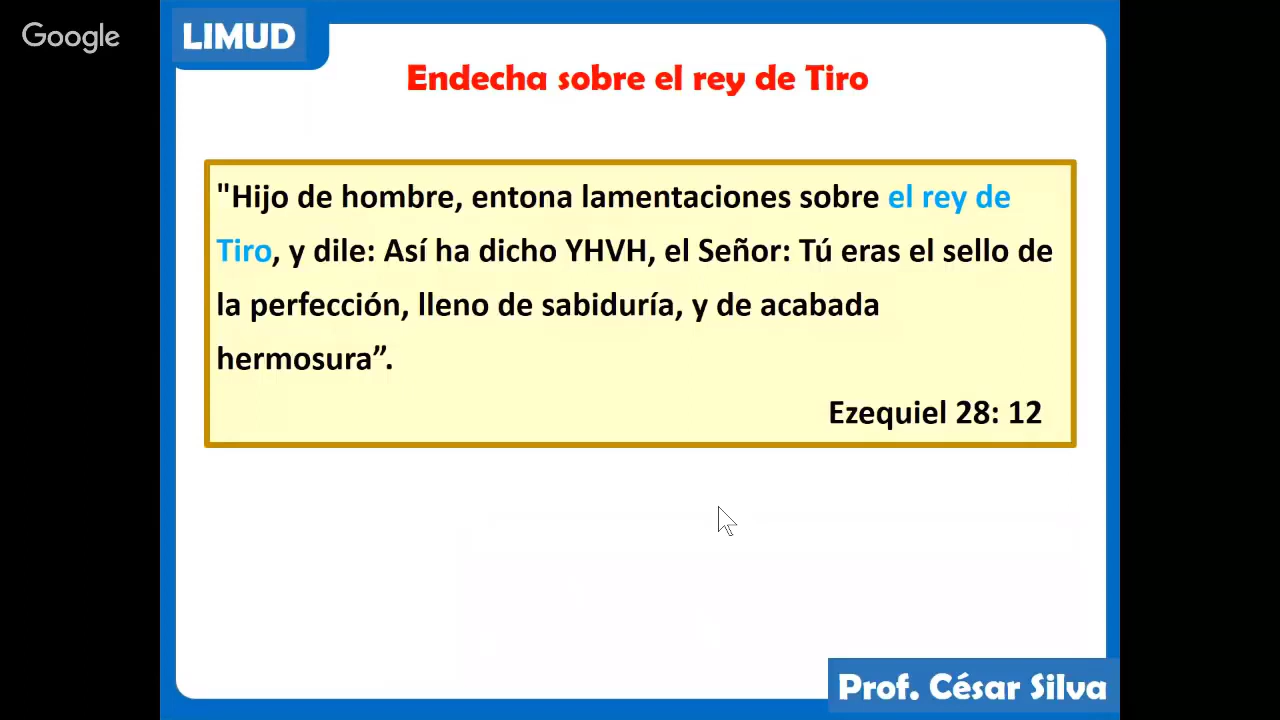 Google
LIMUD
Endecha sobre el rey de Tiro
"Hijo de hombre, entona lamentaciones sobre el rey de
Tiro, y dile: Así ha dicho YHVH, el Señor: Tú eras el sello de
la perfección, lleno de sabiduría, y de acabada
hermosura”.
Ezequiel 28: 12
Prof. César Silva